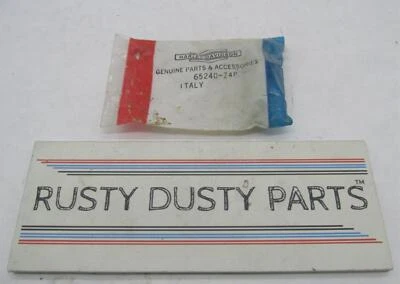 HARLEY-DAVIDSON
GENUINE PARTS & ACCESSORIES
65240-74P
ITALY
RUSTY DUSTY PARTS™